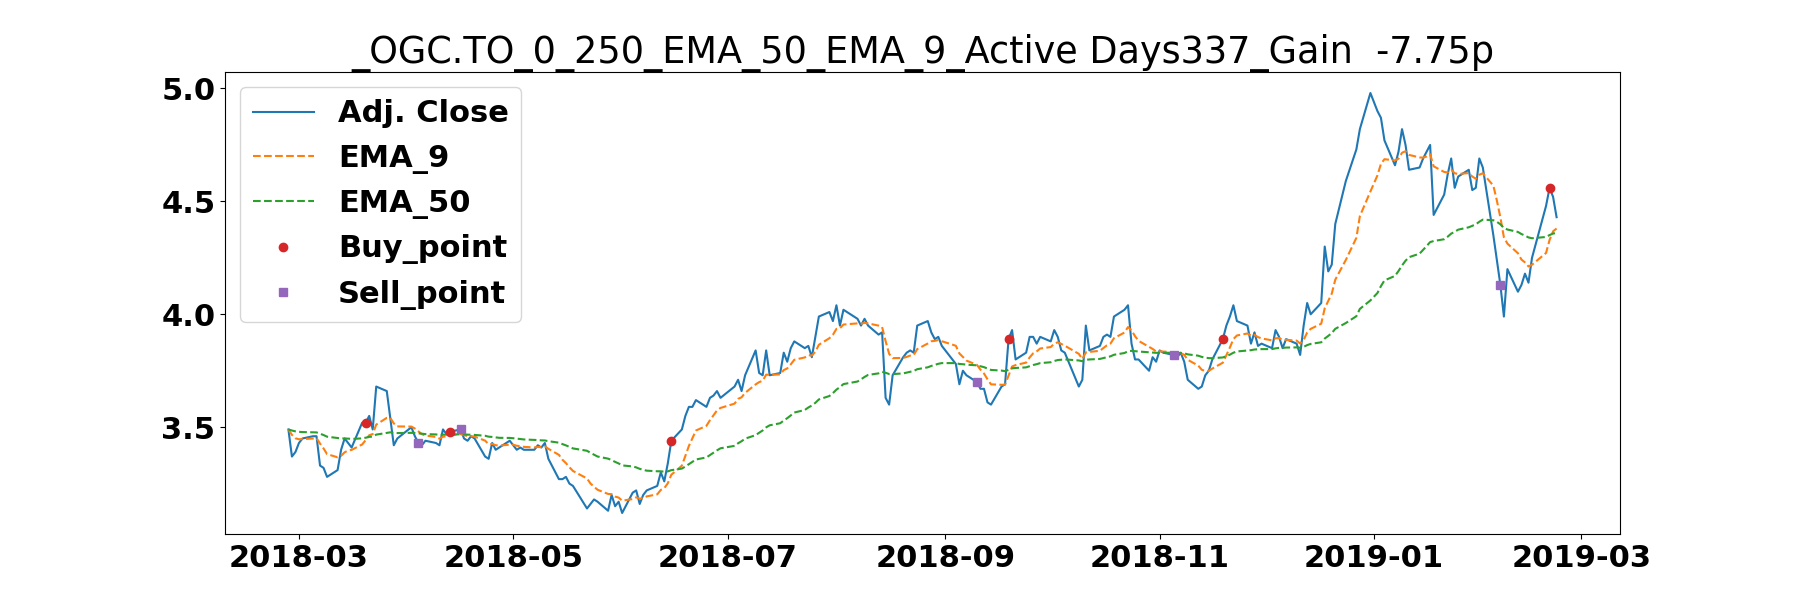 _OGC.TO_0_250_EMA_50_EMA_9_Active Days337_Gain  -7.75p
5.0
4.5
4.0
3.5
Adj. Close
EMA_9
EMA_50
Buy_point
Sell_point
2018-03 2018-05 2018-07 2018-09 2018-11 2019-01 2019-03